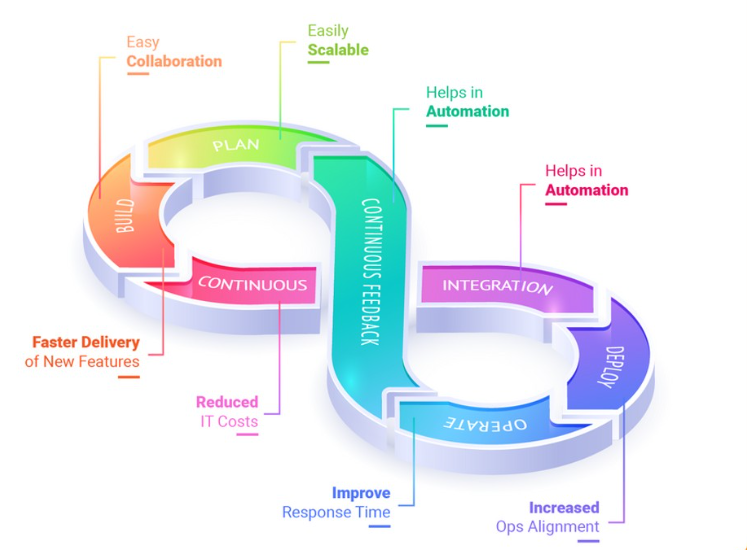 Easily
Scalable
Easy
Collaboration
Helps in
Automation
PLAN
Helps in
Automation
BUILD
CONTINUOUS FEEDBACK
CONTINUOUS
INTEGRATION
DEPLOY
Faster Delivery
of New Features
Reduced
IT Costs
OPERATE
Improve
Response Time
Increased
Ops Alignment